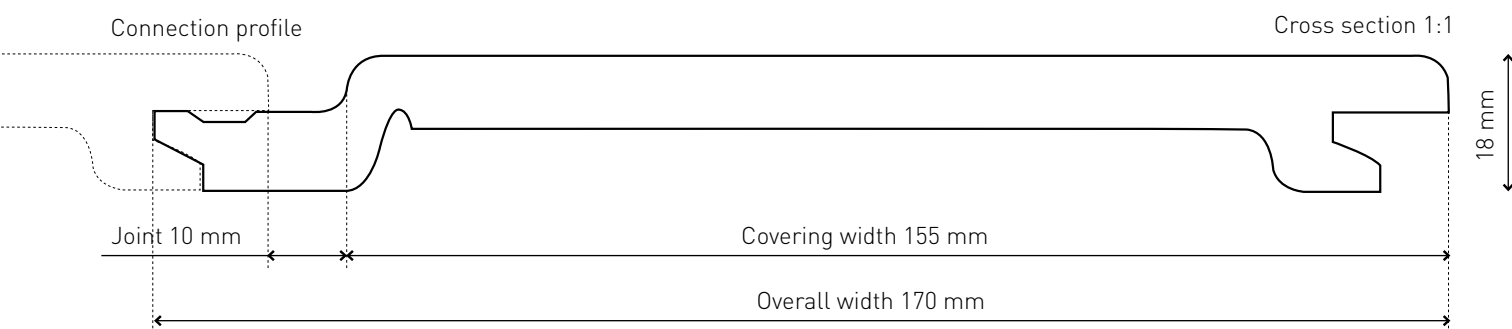 Connection profile
Cross section 1:1
18 mm
Joint 10 mm
Covering width 155 mm
Overall width 170 mm